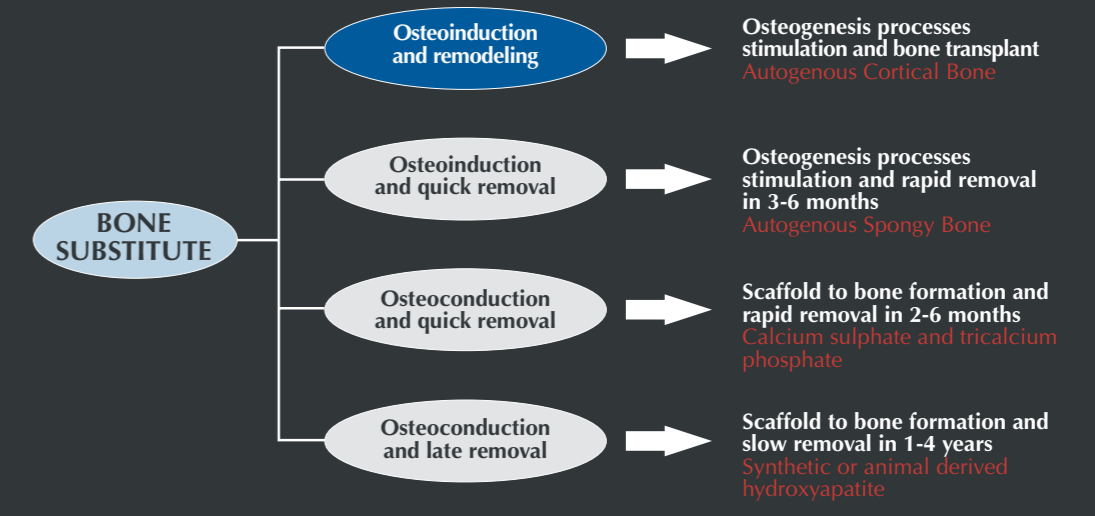 Osteoinduction
and remodeling
Osteogenesis processes
stimulation and bone transplant
Autogenous Cortical Bone
Osteoinduction
and quick removal
Osteogenesis processes
stimulation and rapid removal
in 3-6 months
Autogenous Spongy Bone
BONE
SUBSTITUTE
Osteoconduction
and quick removal
Scaffold to bone formation and
rapid removal in 2-6 months
Calcium sulphate and tricalcium
phosphate
Osteoconduction
and late removal
Scaffold to bone formation and
slow removal in 1-4 years
Synthetic or animal derived
hydroxyapatite